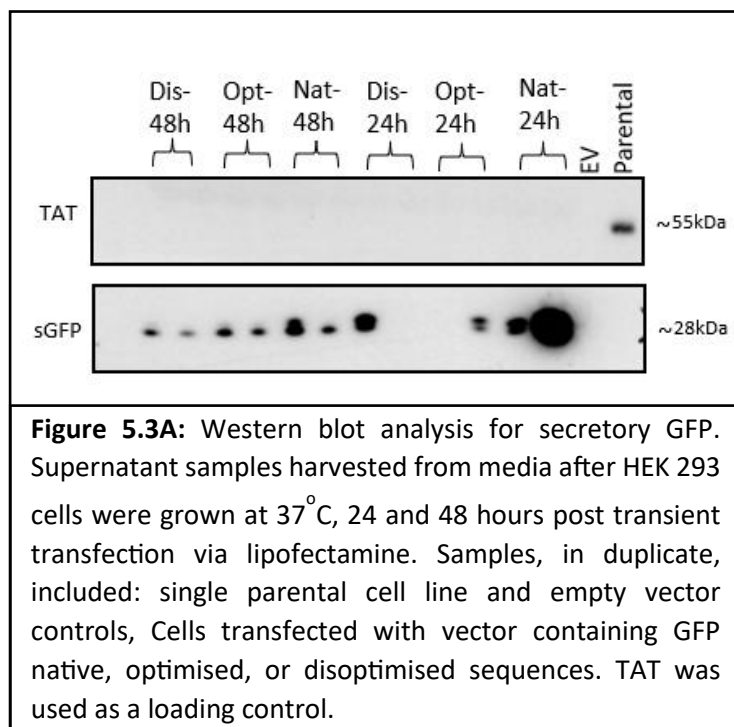 Dis- Opt- Nat- Dis- Opt- Nat-
48h 48h 48h 24h 24h 24h EV Parental
TAT ~55kDa
sGFP ~28kDa
Figure 5.3A: Western blot analysis for secretory GFP.
Supernatant samples harvested from media after HEK 293
cells were grown at 37°C, 24 and 48 hours post transient
transfection via lipofectamine. Samples, in duplicate,
included: single parental cell line and empty vector
controls, Cells transfected with vector containing GFP
native, optimised, or disoptimised sequences. TAT was
used as a loading control.